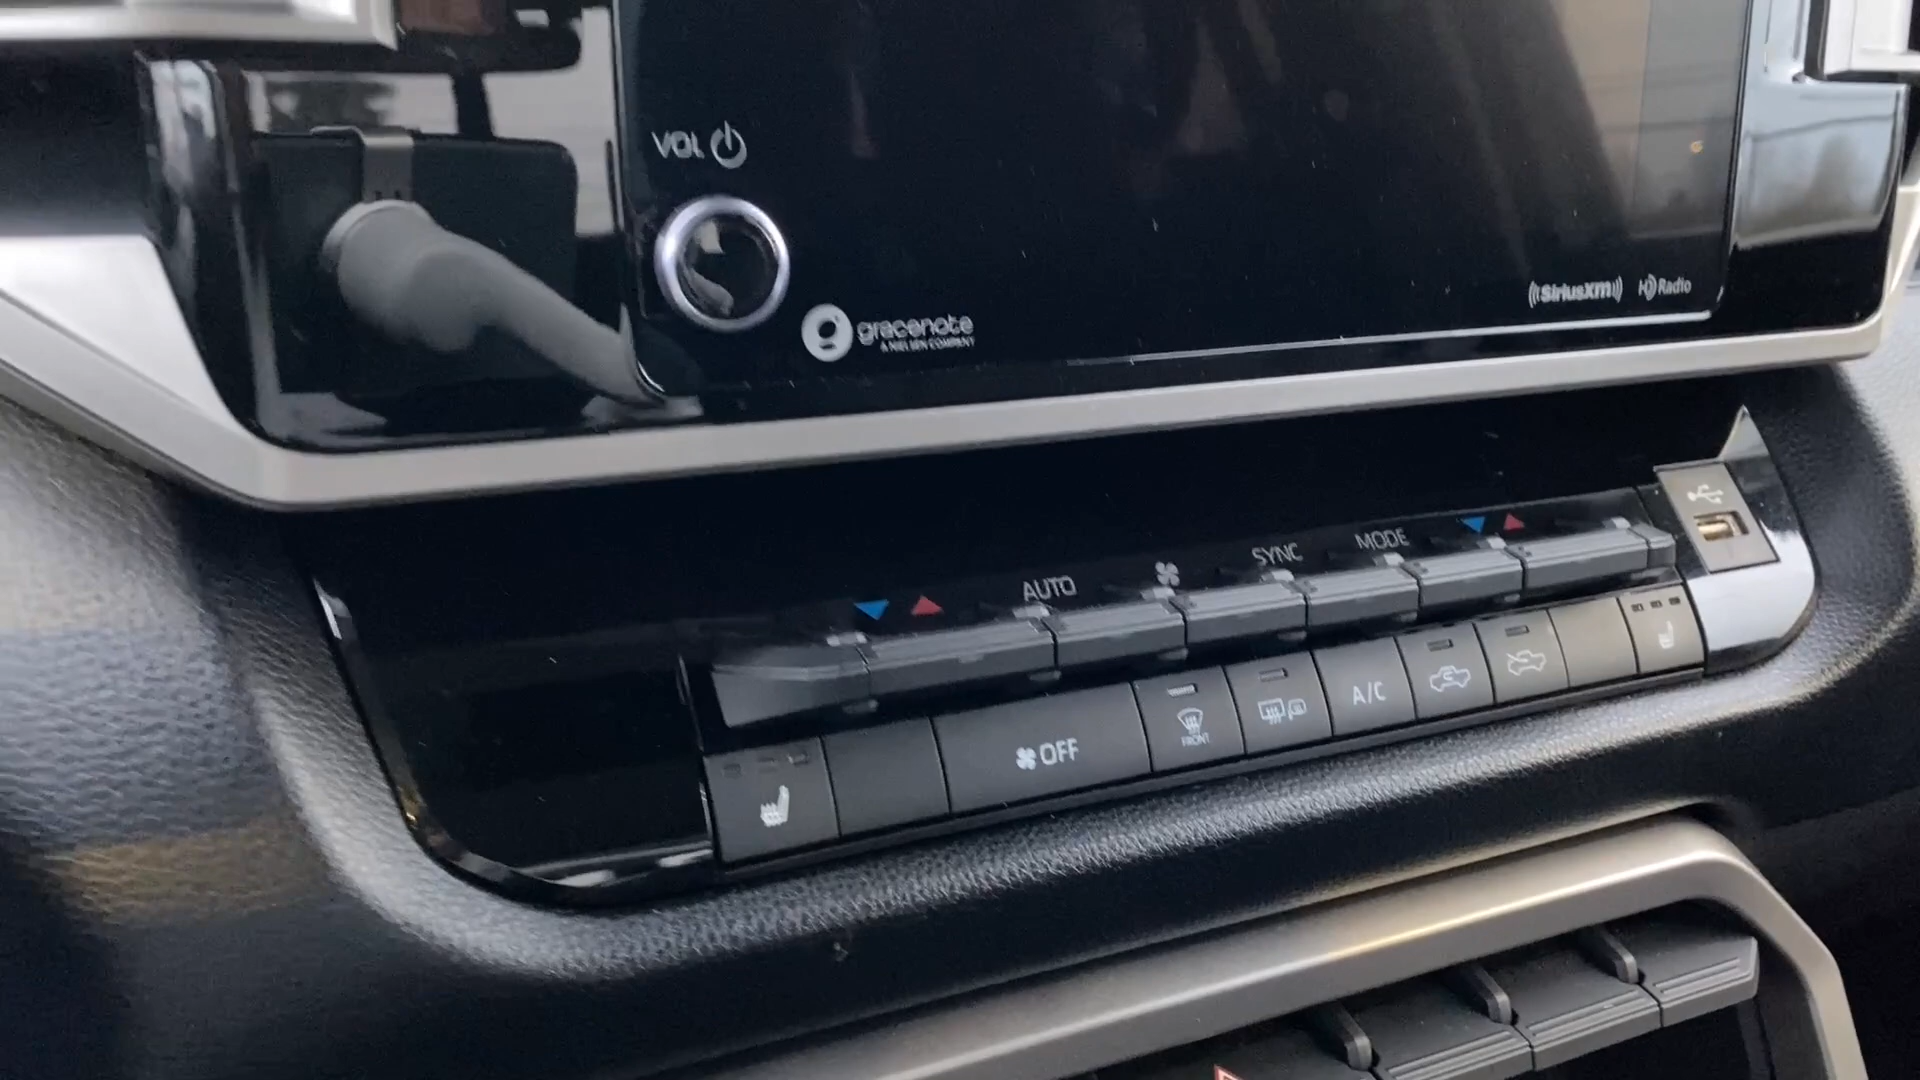 VOL
gracenote
A NIELSEN COMPANY
SiriusXM
HD Radio
AUTO
SYNC
MODE
OFF
FRONT
A/C